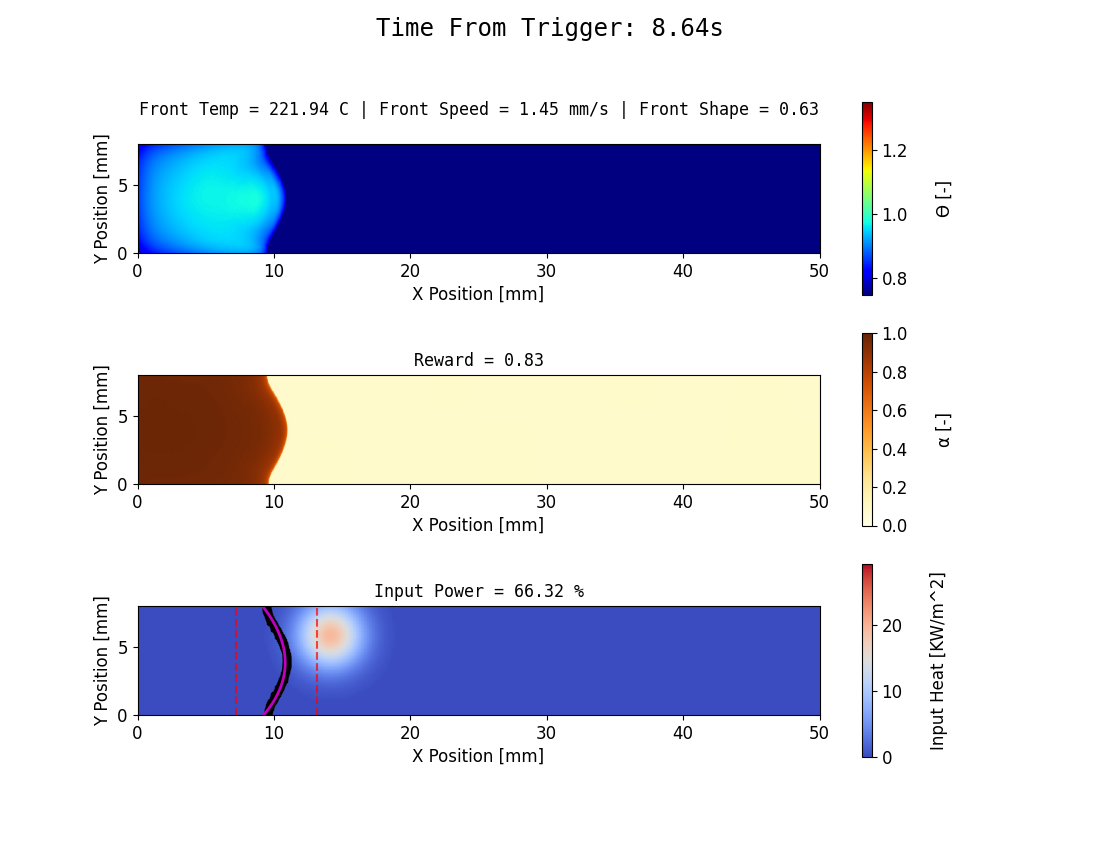 Time From Trigger: 8.64s
Front Temp = 221.94 C | Front Speed = 1.45 mm/s | Front Shape = 0.63
Y Position [mm]
5
0
0 10 20 30 40 50
X Position [mm]
1.2
1.0
0.8
Θ [-]
Reward = 0.83
Y Position [mm]
5
0
0 10 20 30 40 50
X Position [mm]
1.0
0.8
0.6
0.4
0.2
0.0
α [-]
Input Power = 66.32 %
Y Position [mm]
5
0
0 10 20 30 40 50
X Position [mm]
20
10
0
Input Heat [KW/m^2]